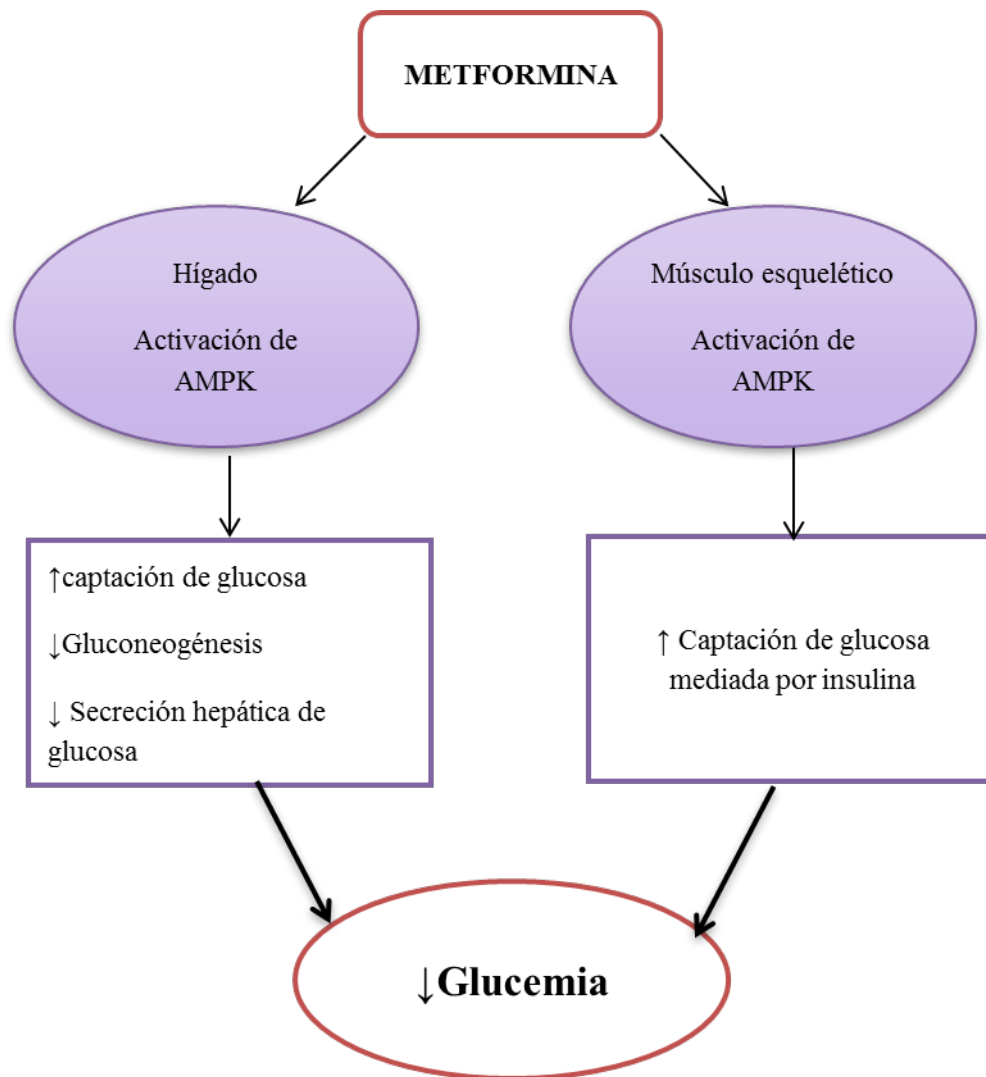 METFORMINA
Hígado
Activación de
AMPK
Músculo esquelético
Activación de
AMPK
↑captación de glucosa
↓Gluconeogénesis
↓ Secreción hepática de
glucosa
↑ Captación de glucosa
mediada por insulina
↓Glucemia